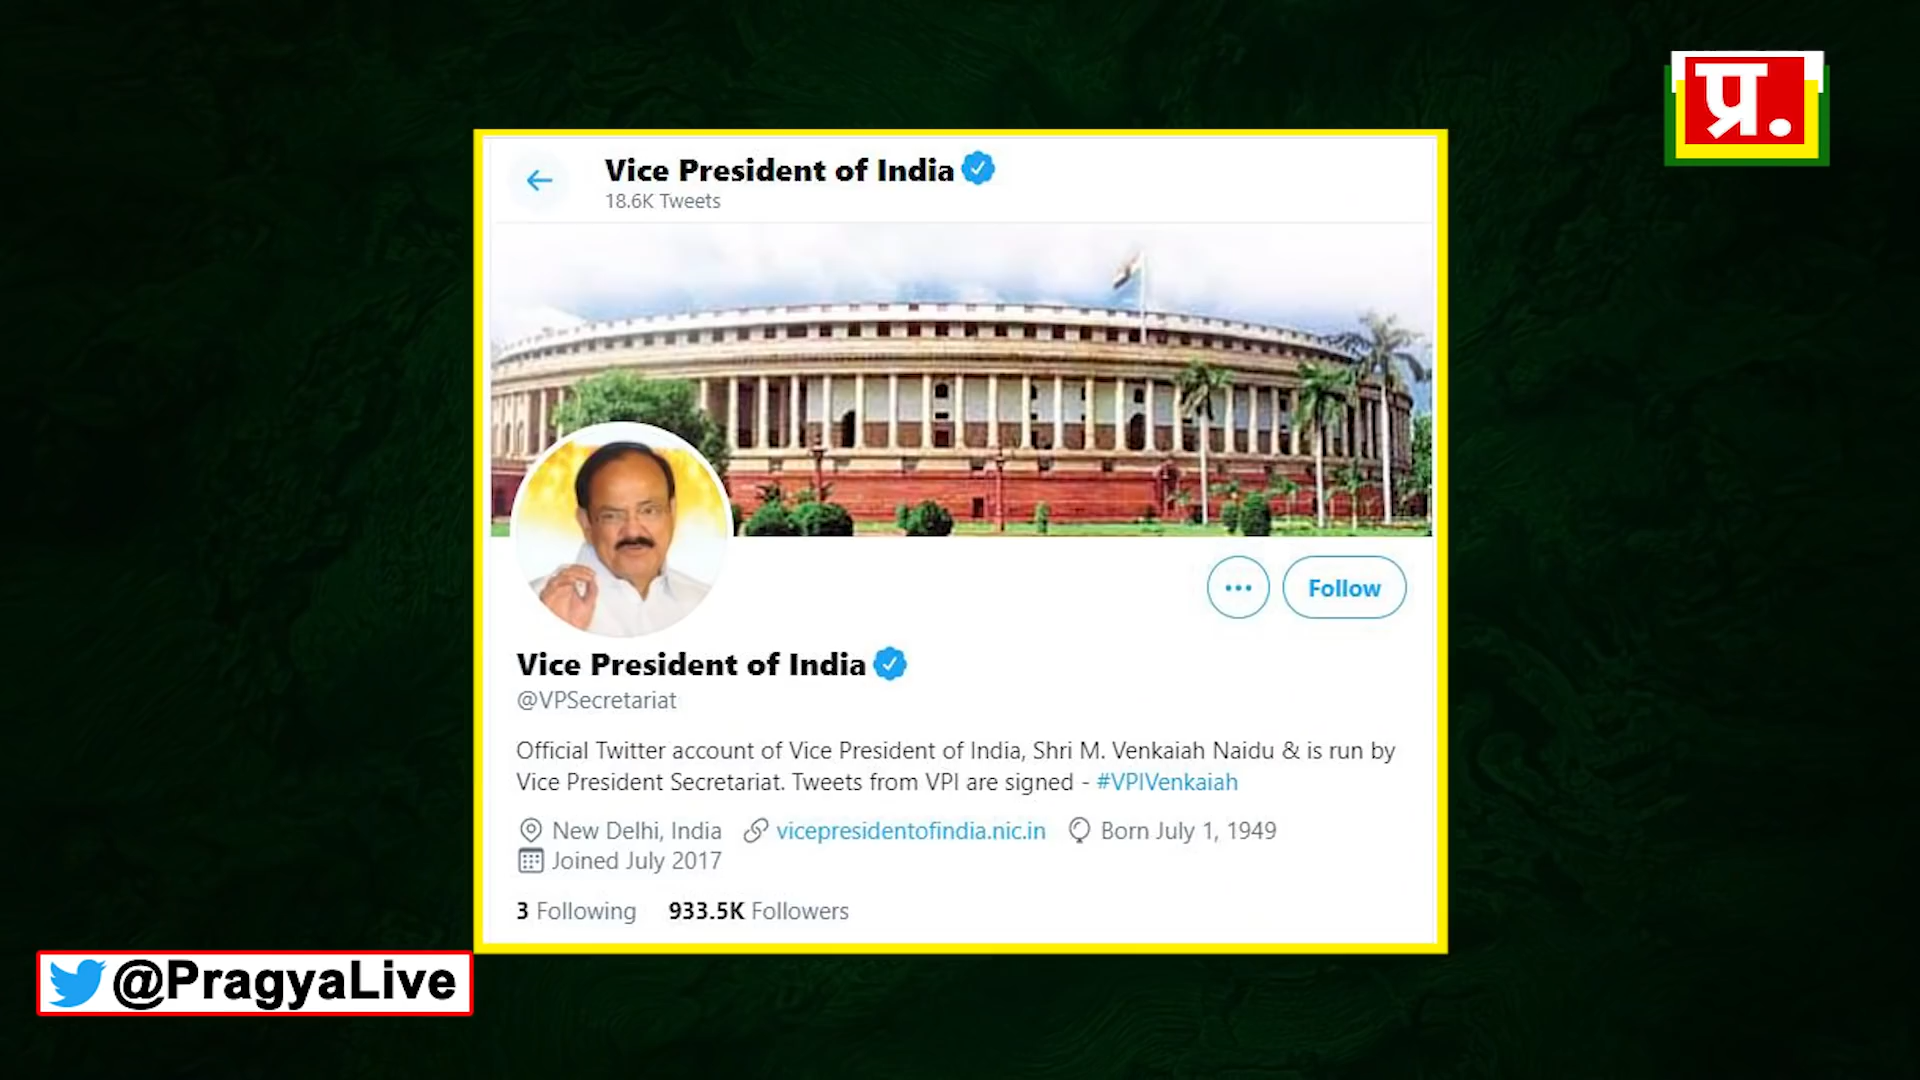 प्र.
Vice President of India
18.6K Tweets
Follow
Vice President of India
@VPSecretariat
Official Twitter account of Vice President of India, Shri M. Venkaiah Naidu & is run by
Vice President Secretariat. Tweets from VPI are signed - #VPIVenkaiah
New Delhi, India vicepresidentofindia.nic.in Born July 1, 1949
Joined July 2017
3 Following 933.5K Followers
@PragyaLive